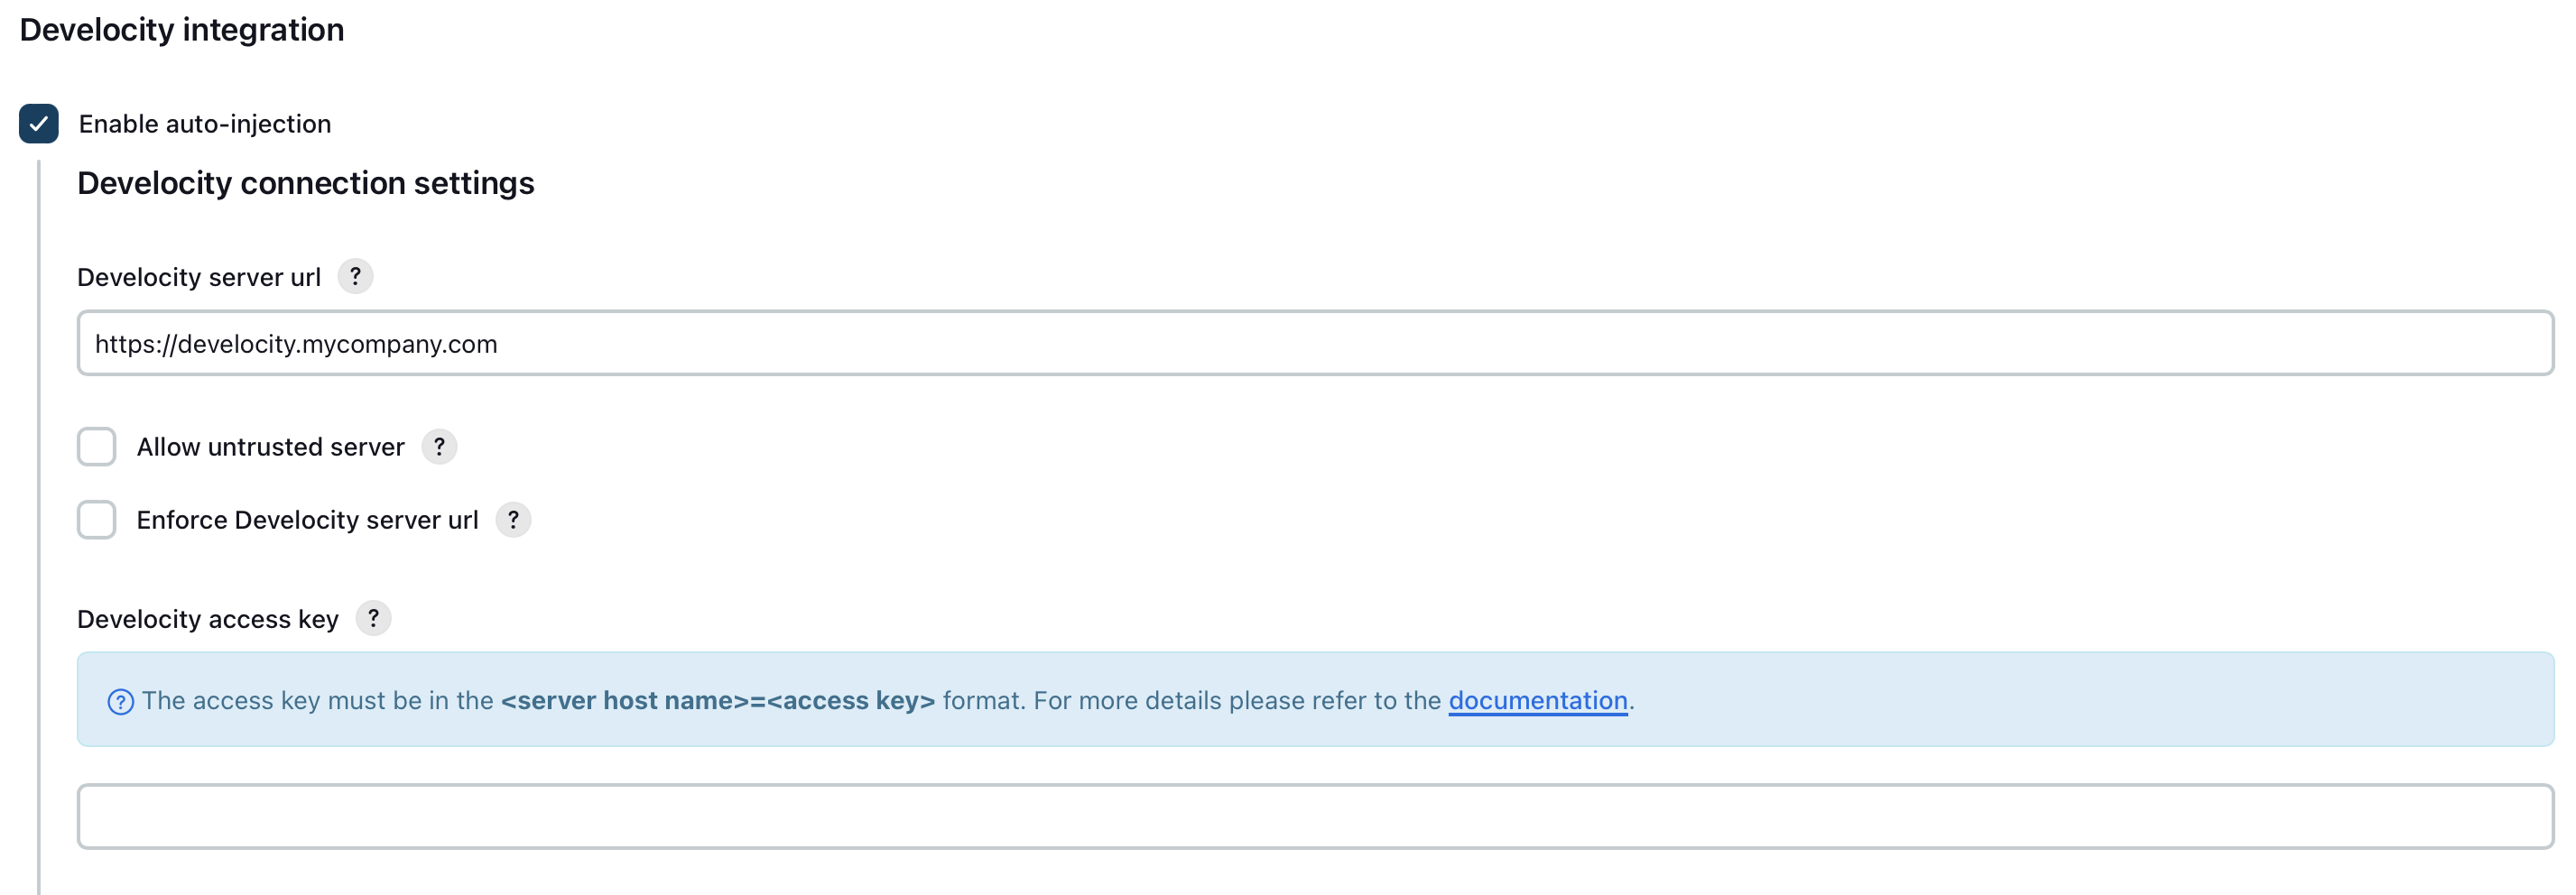 Develocity integration
Enable auto-injection
Develocity connection settings
Develocity server url ?
https://develocity.mycompany.com
Allow untrusted server ?
Enforce Develocity server url ?
Develocity access key ?
? The access key must be in the <server host name>=<access key> format. For more details please refer to the documentation.